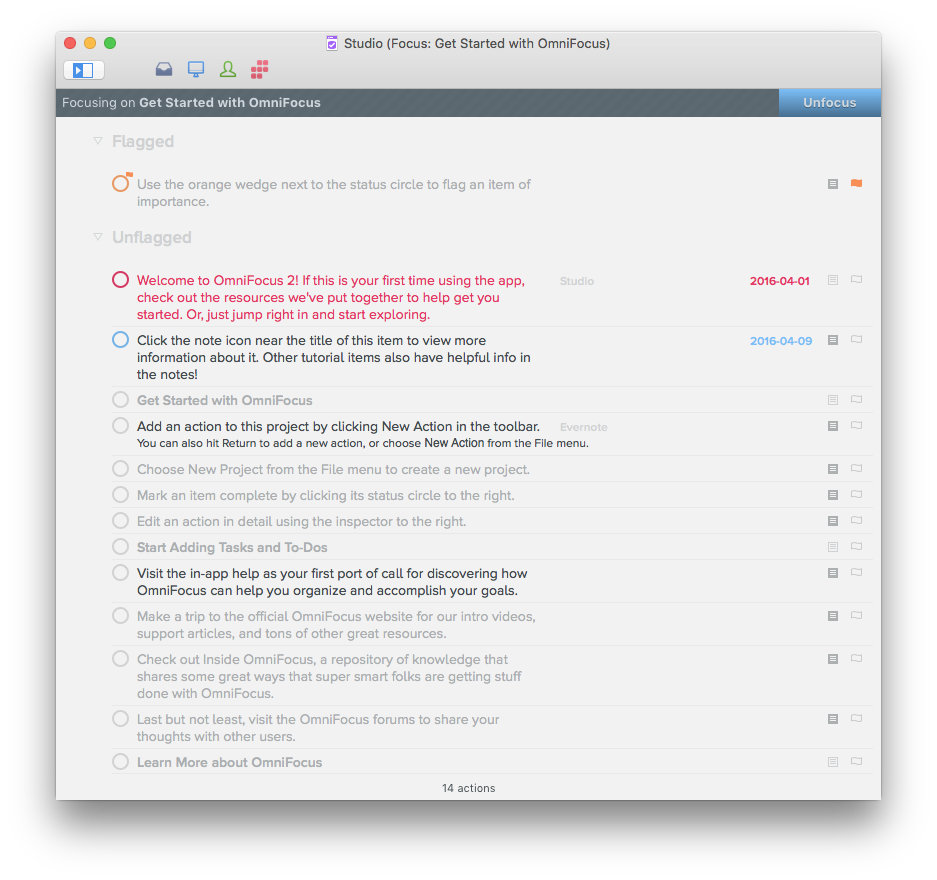 Studio (Focus: Get Started with OmniFocus)
Focusing on Get Started with OmniFocus
Unfocus
Flagged
Use the orange wedge next to the status circle to flag an item of
importance.
Unflagged
Welcome to OmniFocus 2! If this is your first time using the app,
check out the resources we've put together to help get you
started. Or, just jump right in and start exploring.
Studio
2016-04-01
Click the note icon near the title of this item to view more
information about it. Other tutorial items also have helpful info in
the notes!
2016-04-09
Get Started with OmniFocus
Add an action to this project by clicking New Action in the toolbar.
Evernote
You can also hit Return to add a new action, or choose New Action from the File menu.
Choose New Project from the File menu to create a new project.
Mark an item complete by clicking its status circle to the right.
Edit an action in detail using the inspector to the right.
Start Adding Tasks and To-Dos
Visit the in-app help as your first port of call for discovering how
OmniFocus can help you organize and accomplish your goals.
Make a trip to the official OmniFocus website for our intro videos,
support articles, and tons of other great resources.
Check out Inside OmniFocus, a repository of knowledge that
shares some great ways that super smart folks are getting stuff
done with OmniFocus.
Last but not least, visit the OmniFocus forums to share your
thoughts with other users.
Learn More about OmniFocus
14 actions